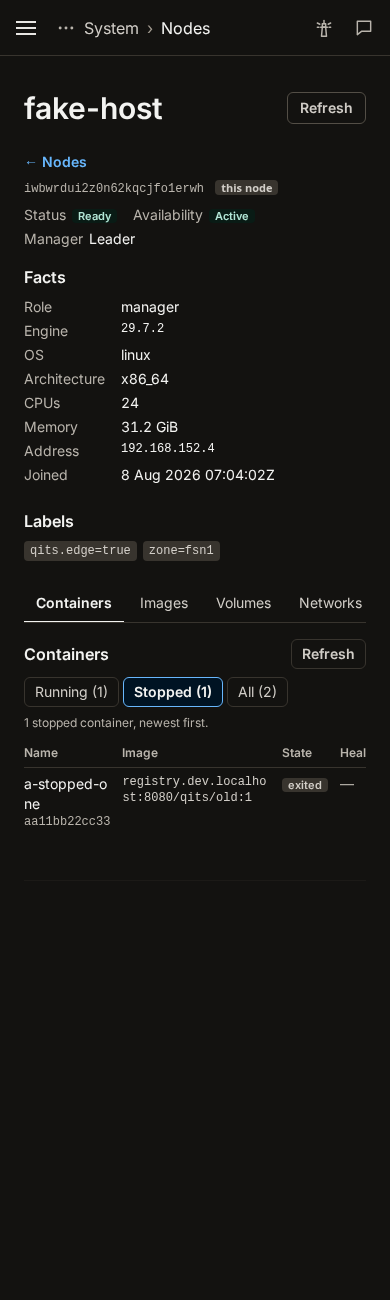 System › Nodes
fake-host
Refresh
← Nodes
iwbwrdui2z0n62kqcjfo1erwh this node
Status Ready Availability Active
Manager Leader
Facts
Role manager
Engine 29.7.2
OS linux
Architecture x86_64
CPUs 24
Memory 31.2 GiB
Address 192.168.152.4
Joined 8 Aug 2026 07:04:02Z
Labels
qits.edge=true zone=fsn1
Containers Images Volumes Networks
Containers Refresh
Running (1) Stopped (1) All (2)
1 stopped container, newest first.
Name Image State Heal
a-stopped-o registry.dev.localho exited —
ne st:8080/qits/old:1
aa11bb22cc33